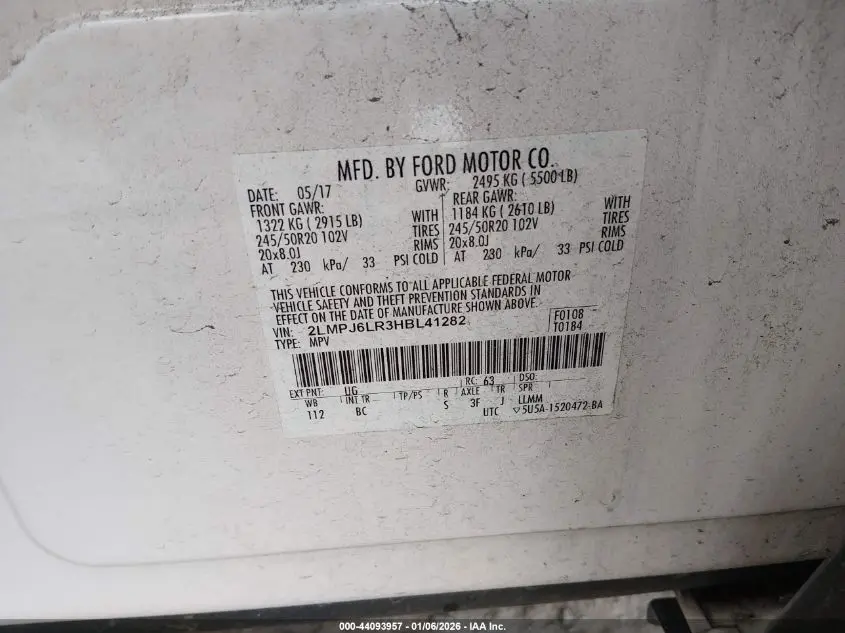 MFD. BY FORD MOTOR CO.
DATE: 05/17 GVWR: 2495 KG ( 5500 LB)
FRONT GAWR: REAR GAWR:
1322 KG ( 2915 LB) WITH 1184 KG ( 2610 LB) WITH
245/50R20 102V TIRES 245/50R20 102V TIRES
20x8.0J RIMS 20x8.0J RIMS
AT 230 kPa/ 33 PSI COLD AT 230 kPa/ 33 PSI COLD
THIS VEHICLE CONFORMS TO ALL APPLICABLE FEDERAL MOTOR
VEHICLE SAFETY AND THEFT PREVENTION STANDARDS IN
EFFECT ON THE DATE OF MANUFACTURE SHOWN ABOVE.
VIN: 2LMPJ6LR3HBL41282 F0108
TYPE: MPV T0184
EXT PNT: UG RC: 63 DSO:
WB INT TR TP/PS R AXLE TR SPR
112 BC S 3F J LLMM
UTC ▽5U5A-1520472-BA
000-44093957 - 01/06/2026 - IAA Inc.